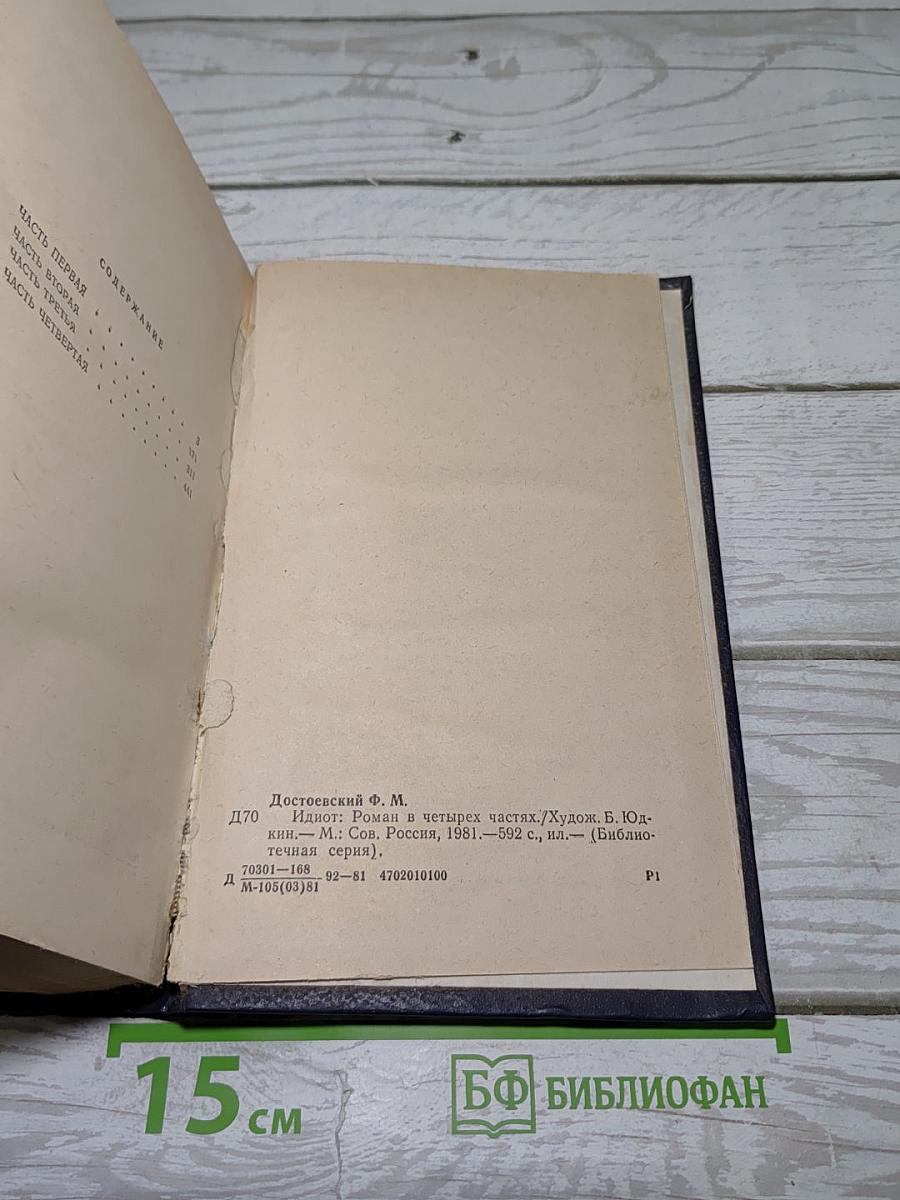 СОДЕРЖАНИЕ
ЧАСТЬ ПЕРВАЯ . . . . . . . 3
ЧАСТЬ ВТОРАЯ . . . . . . . 171
ЧАСТЬ ТРЕТЬЯ . . . . . . . 311
ЧАСТЬ ЧЕТВЕРТАЯ . . . . . . 441
Достоевский Ф. М.
Д70 Идиот: Роман в четырех частях./Худож. Б. Юд-
кин.— М.: Сов. Россия, 1981.—592 с., ил.— (Библио-
течная серия).
Д 70301—168
М-105(03)81 92—81 4702010100 Р1
15 см БФ БИБЛИОФАН